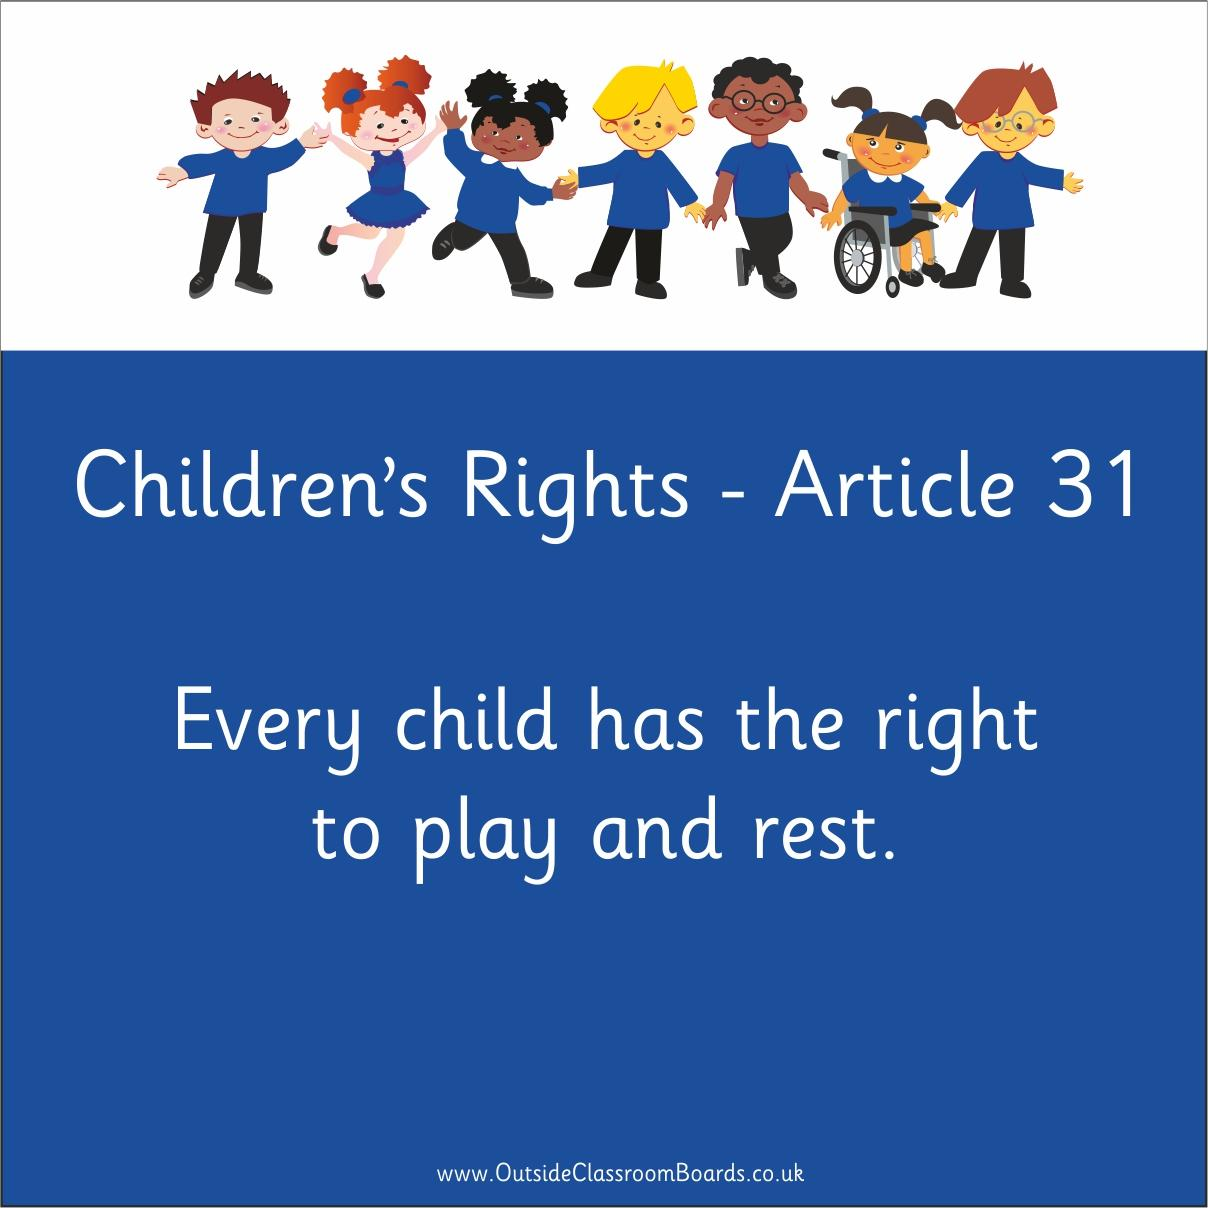 Children’s Rights - Article 31
Every child has the right
to play and rest.
www.OutsideClassroomBoards.co.uk